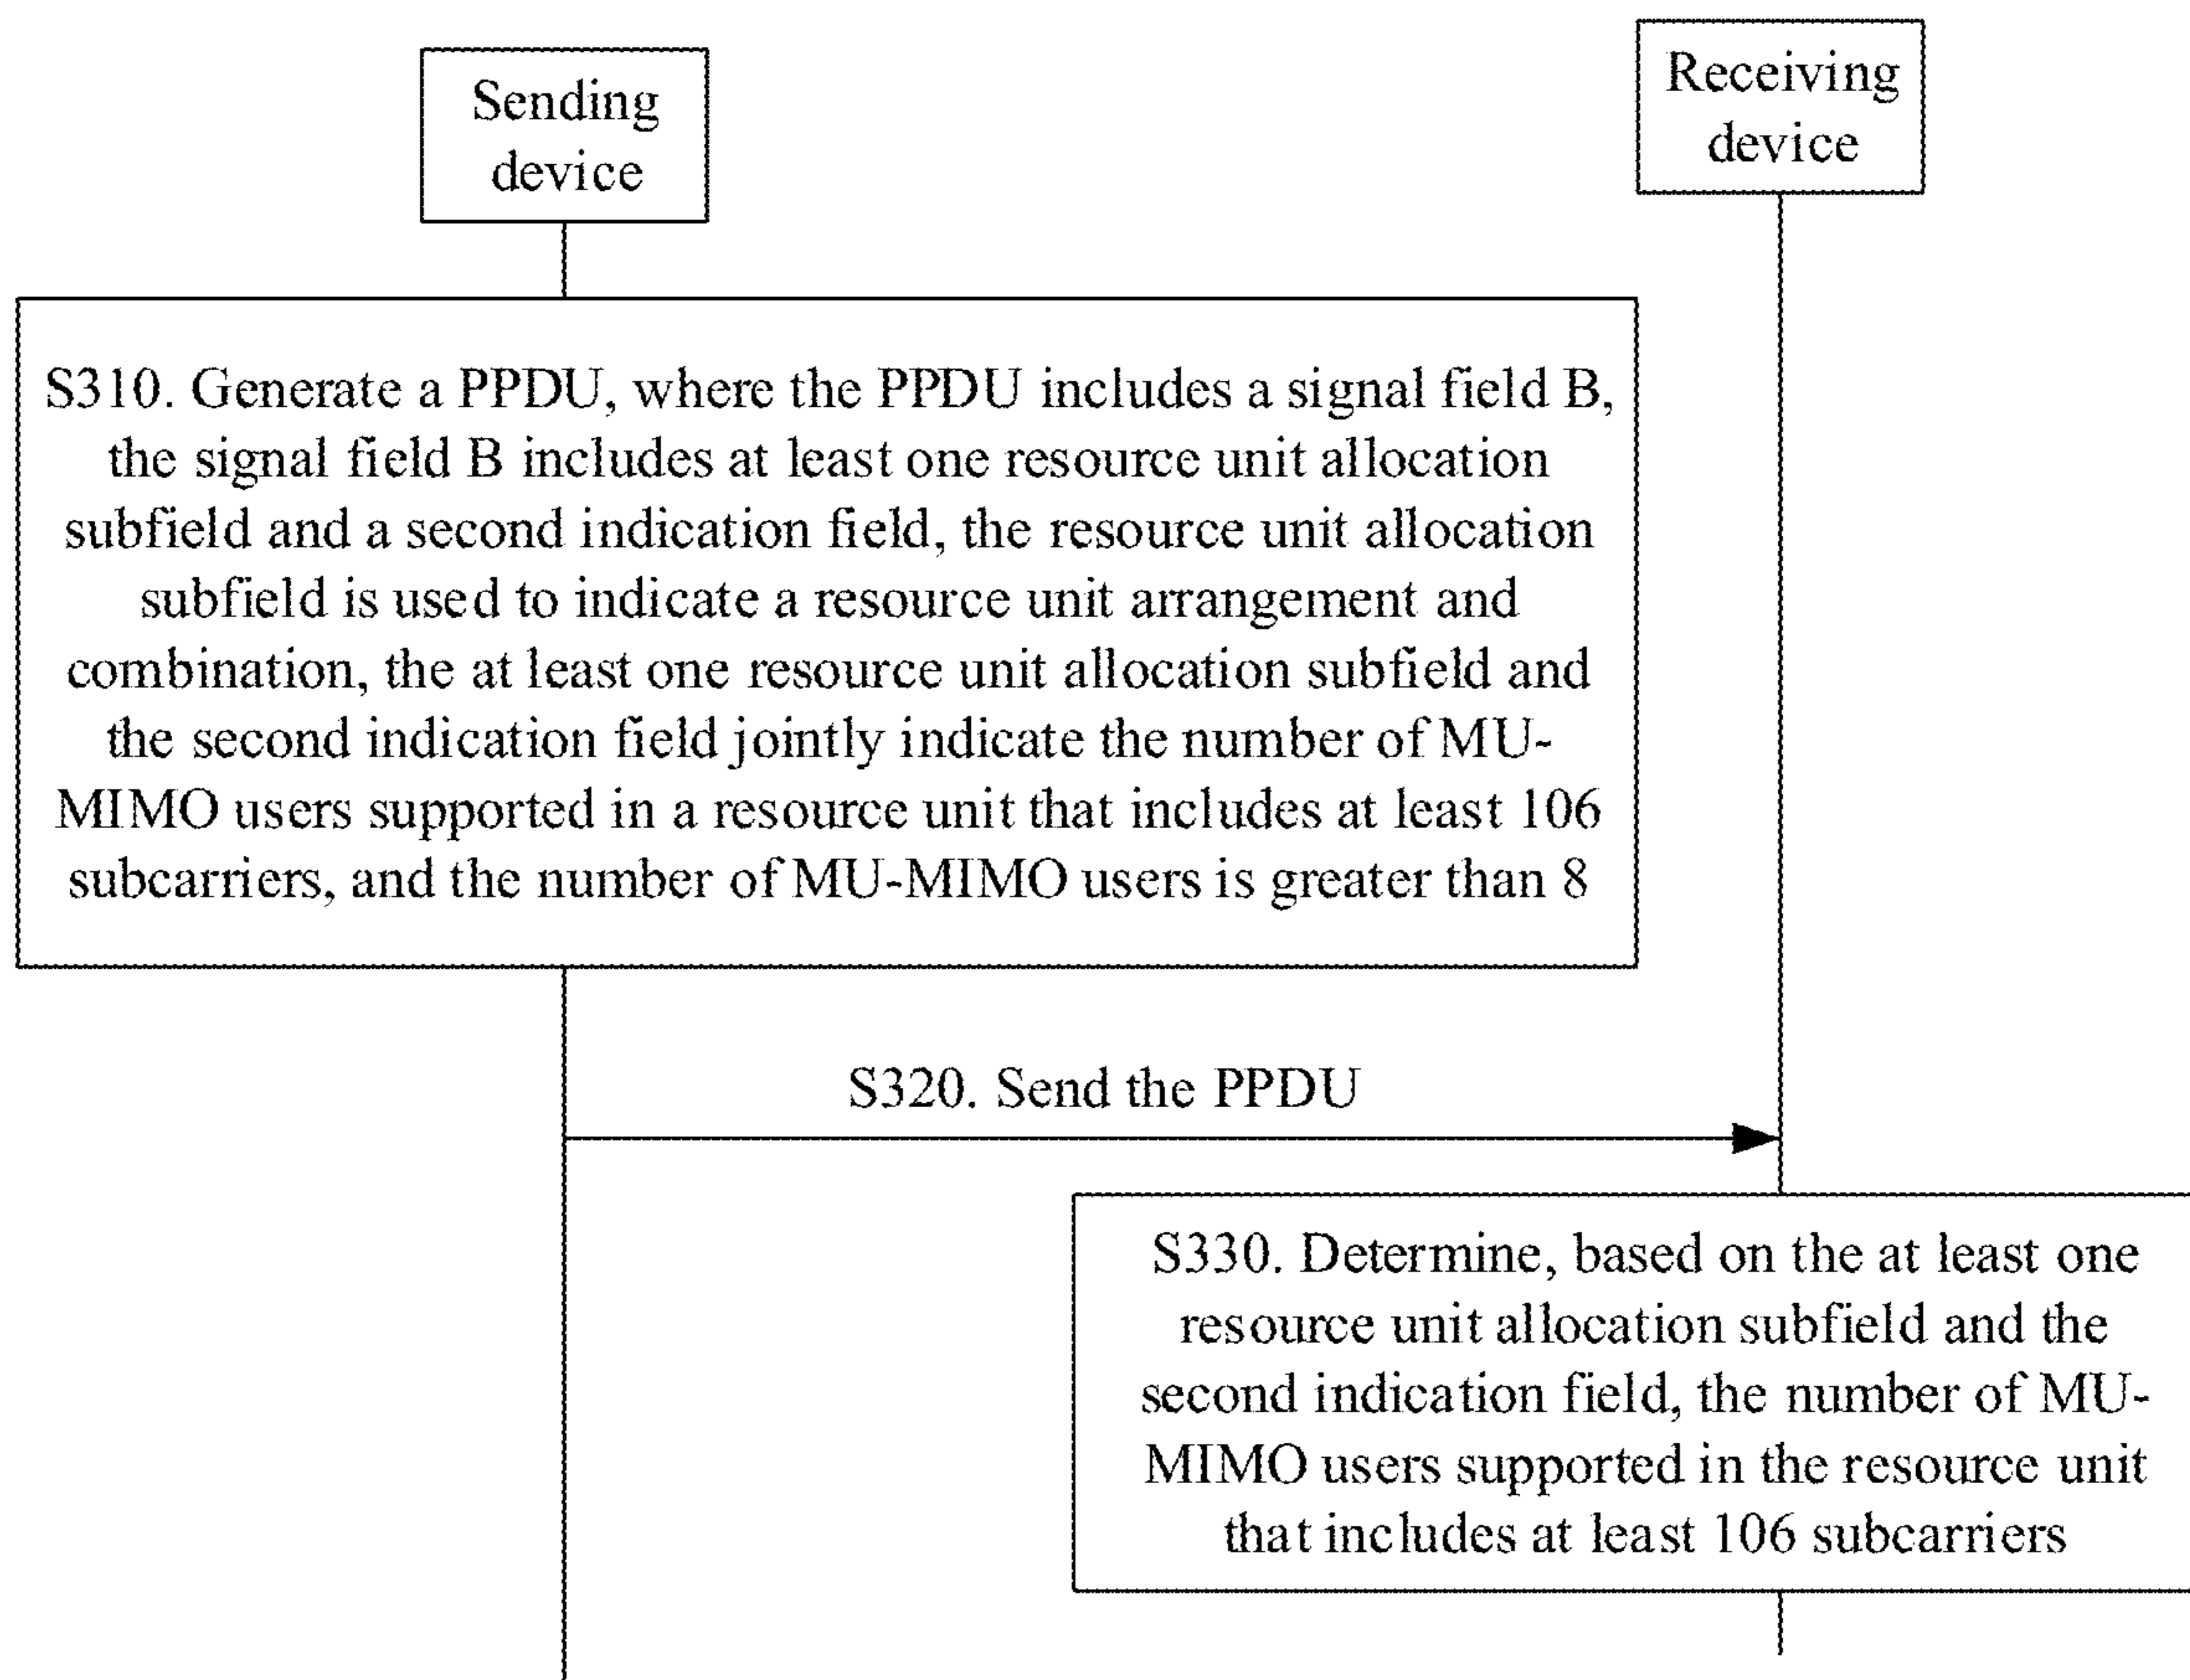 Sending
device
Receiving
device
S310. Generate a PPDU, where the PPDU includes a signal field B,
the signal field B includes at least one resource unit allocation
subfield and a second indication field, the resource unit allocation
subfield is used to indicate a resource unit arrangement and
combination, the at least one resource unit allocation subfield and
the second indication field jointly indicate the number of MU-
MIMO users supported in a resource unit that includes at least 106
subcarriers, and the number of MU-MIMO users is greater than 8
S320. Send the PPDU
S330. Determine, based on the at least one
resource unit allocation subfield and the
second indication field, the number of MU-
MIMO users supported in the resource unit
that includes at least 106 subcarriers